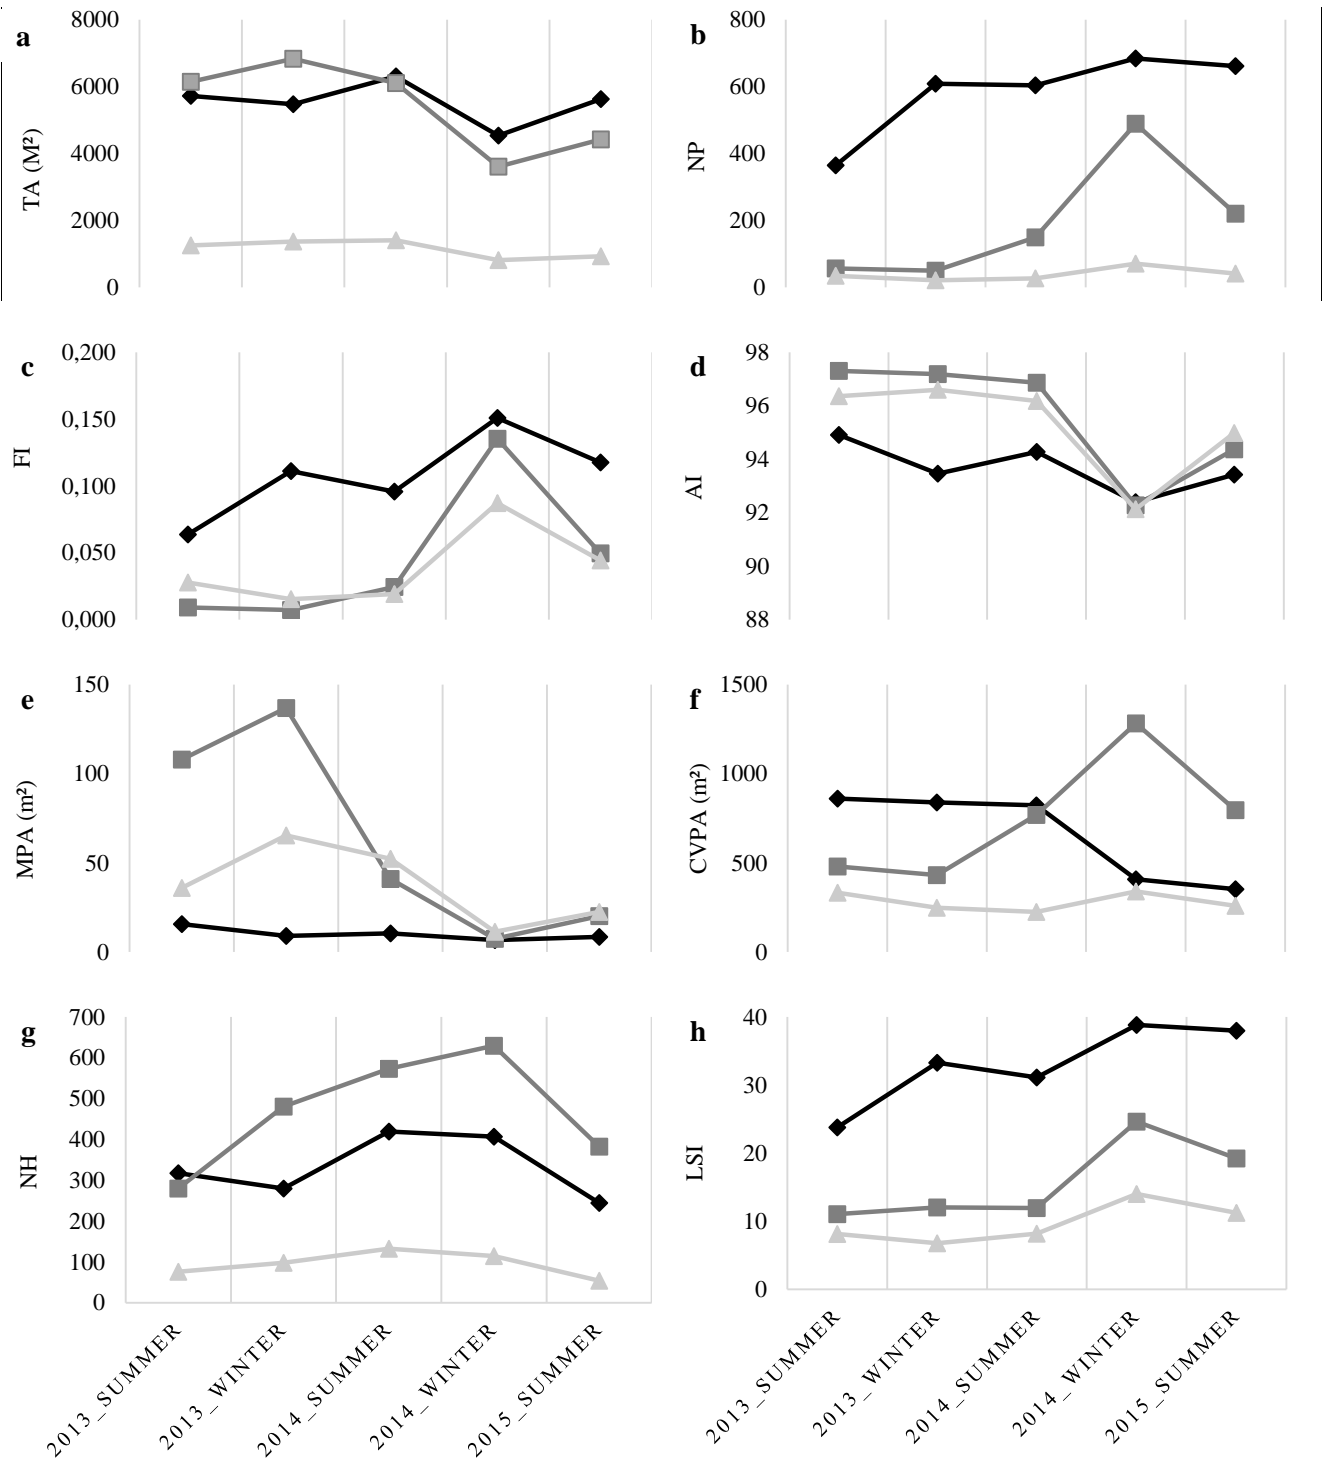 a
8000
6000
4000
2000
0
TA (M²)
b
800
600
400
200
0
NP
c
0,200
0,150
0,100
0,050
0,000
FI
d
98
96
94
92
90
88
AI
e
150
100
50
0
MPA (m²)
f
1500
1000
500
0
CVPA (m²)
g
700
600
500
400
300
200
100
0
NH
2013_SUMMER
2013_WINTER
2014_SUMMER
2014_WINTER
2015_SUMMER
h
40
30
20
10
0
LSI
2013_SUMMER
2013_WINTER
2014_SUMMER
2014_WINTER
2015_SUMMER